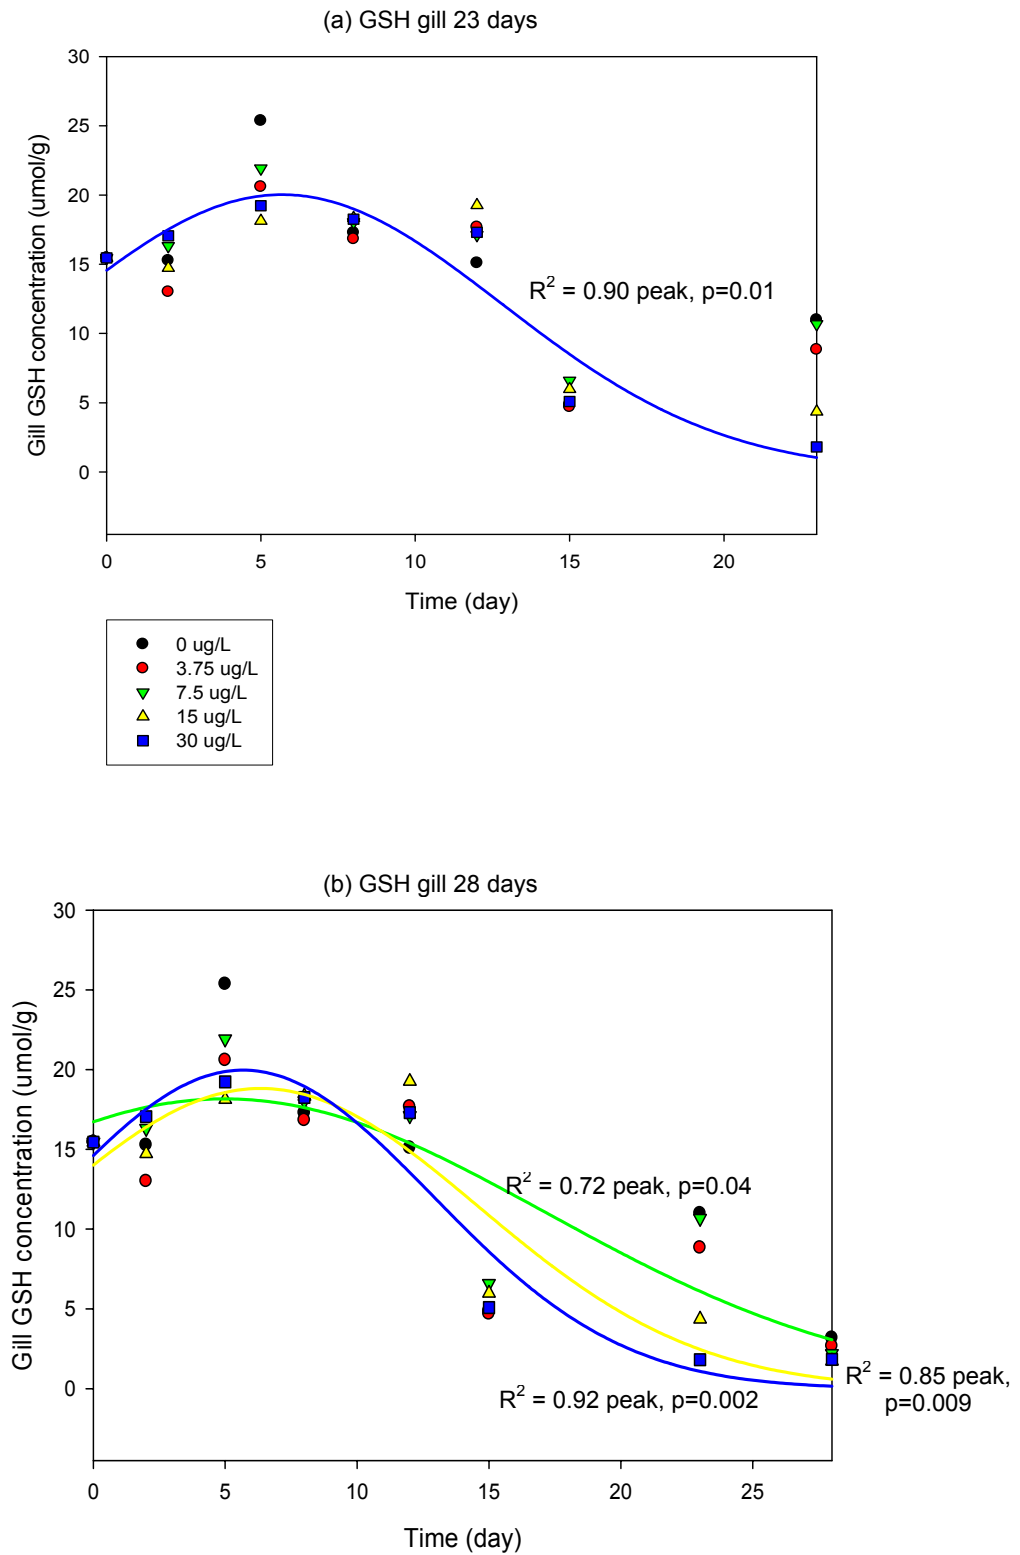 (a) GSH gill 23 days
30
25
20
15
10
5
0
Gill GSH concentration (umol/g)
R² = 0.90 peak, p=0.01
0 5 10 15 20
Time (day)
0 ug/L
3.75 ug/L
7.5 ug/L
15 ug/L
30 ug/L
(b) GSH gill 28 days
30
25
20
15
10
5
0
Gill GSH concentration (umol/g)
R² = 0.72 peak, p=0.04
R² = 0.92 peak, p=0.002
R² = 0.85 peak,
p=0.009
0 5 10 15 20 25
Time (day)